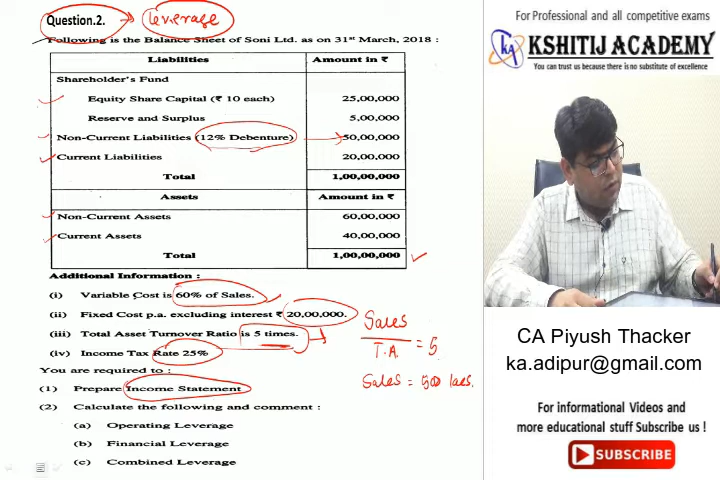 Question.2.
Leverage
Following is the Balance Sheet of Soni Ltd. as on 31st March, 2018 :
Liabilities Amount in ₹
Shareholder's Fund
Equity Share Capital (₹ 10 each) 25,00,000
Reserve and Surplus 5,00,000
Non-Current Liabilities (12% Debenture) 50,00,000
Current Liabilities 20,00,000
Total 1,00,00,000
Assets Amount in ₹
Non-Current Assets 60,00,000
Current Assets 40,00,000
Total 1,00,00,000
Additional Information :
(i) Variable Cost is 60% of Sales.
(ii) Fixed Cost p.a. excluding interest ₹ 20,00,000.
(iii) Total Asset Turnover Ratio is 5 times.
(iv) Income Tax Rate 25%
You are required to :
(1) Prepare Income Statement
(2) Calculate the following and comment :
(a) Operating Leverage
(b) Financial Leverage
(c) Combined Leverage
Sales
T.A. = 5
Sales = 500 lacs.
For Professional and all competitive exams
KA
KSHITIJ ACADEMY
You can trust us because there is no substitute of excellence
CA Piyush Thacker
ka.adipur@gmail.com
For informational Videos and
more educational stuff Subscribe us !
SUBSCRIBE